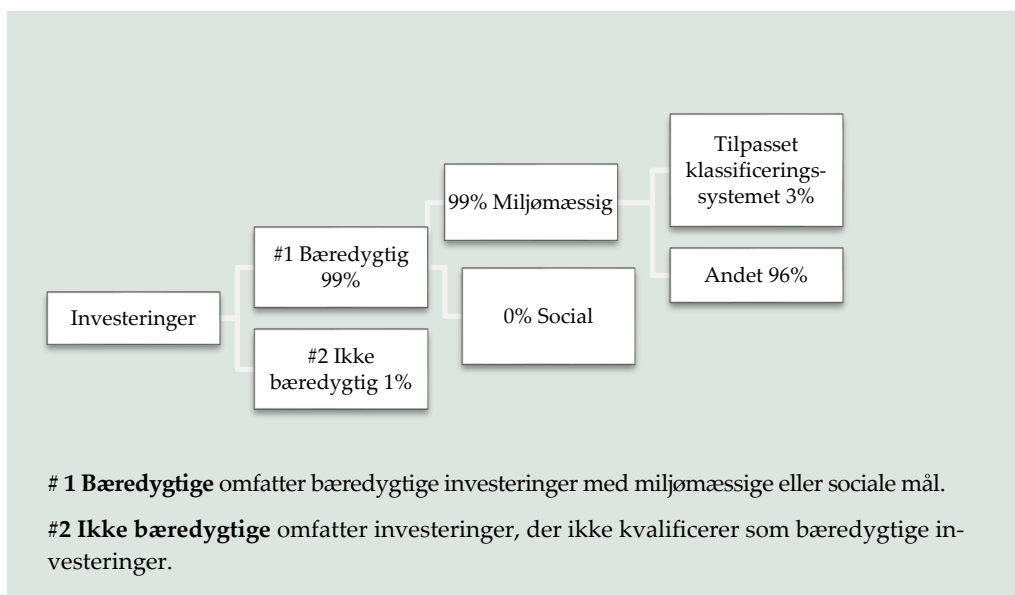 Investeringer
#1 Bæredygtig
99%
#2 Ikke
bæredygtig 1%
99% Miljømæssig
0% Social
Tilpasset
klassificerings-
systemet 3%
Andet 96%
# 1 Bæredygtige omfatter bæredygtige investeringer med miljømæssige eller sociale mål.
#2 Ikke bæredygtige omfatter investeringer, der ikke kvalificerer som bæredygtige in-
vesteringer.